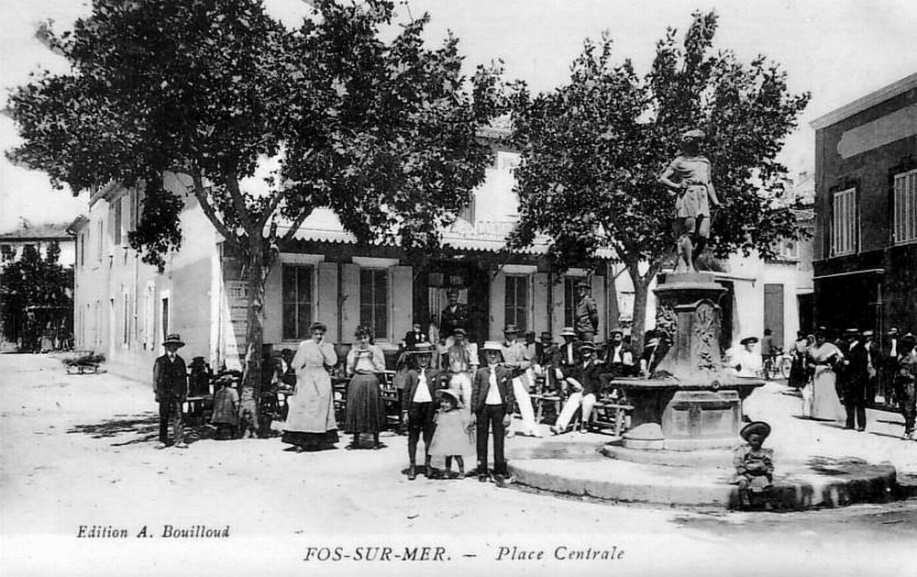 Edition A. Bouilloud
FOS-SUR-MER. — Place Centrale